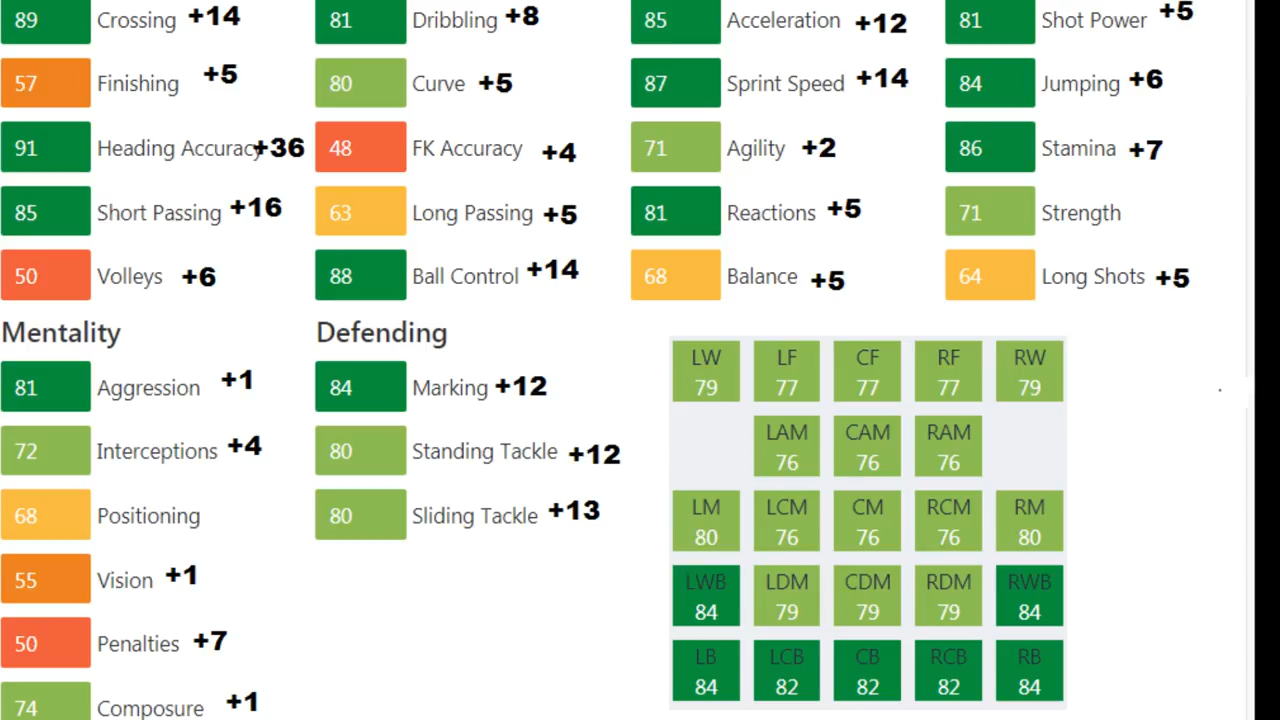 89 Crossing +14 81 Dribbling +8 85 Acceleration +12 81 Shot Power +5
57 Finishing +5 80 Curve +5 87 Sprint Speed +14 84 Jumping +6
91 Heading Accuracy +36 48 FK Accuracy +4 71 Agility +2 86 Stamina +7
85 Short Passing +16 63 Long Passing +5 81 Reactions +5 71 Strength
50 Volleys +6 88 Ball Control +14 68 Balance +5 64 Long Shots +5
Mentality Defending
81 Aggression +1 84 Marking +12
72 Interceptions +4 80 Standing Tackle +12
68 Positioning 80 Sliding Tackle +13
55 Vision +1
50 Penalties +7
74 Composure +1
LW LF CF RF RW
79 77 77 77 79
LAM CAM RAM
76 76 76
LM LCM CM RCM RM
80 76 76 76 80
LWB LDM CDM RDM RWB
84 79 79 79 84
LB LCB CB RCB RB
84 82 82 82 84